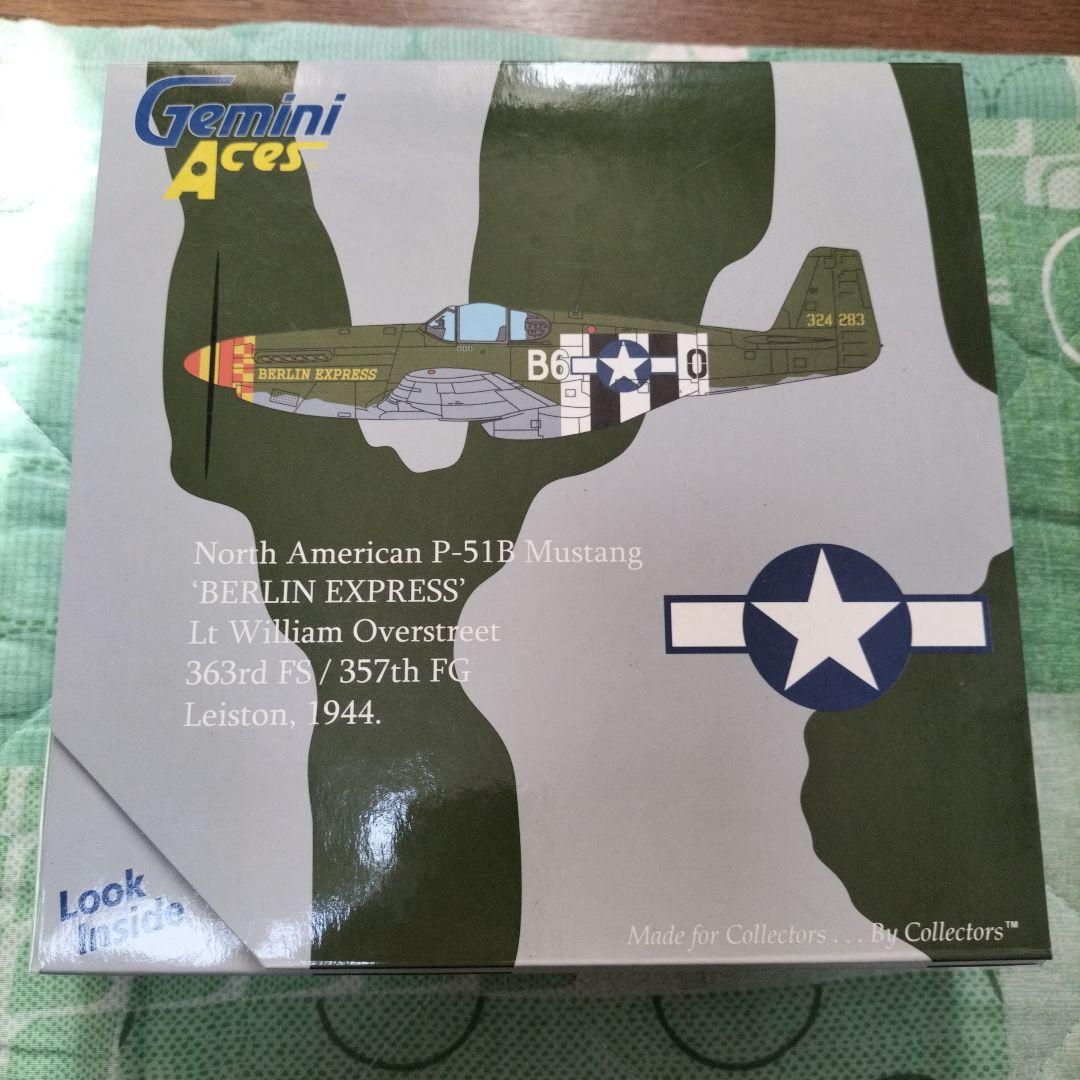 Gemini
Aces
324 283
B6 O
BERLIN EXPRESS
North American P-51B Mustang
‘BERLIN EXPRESS’
Lt William Overstreet
363rd FS / 357th FG
Leiston, 1944.
Look
Inside
Made for Collectors . . . By Collectors™